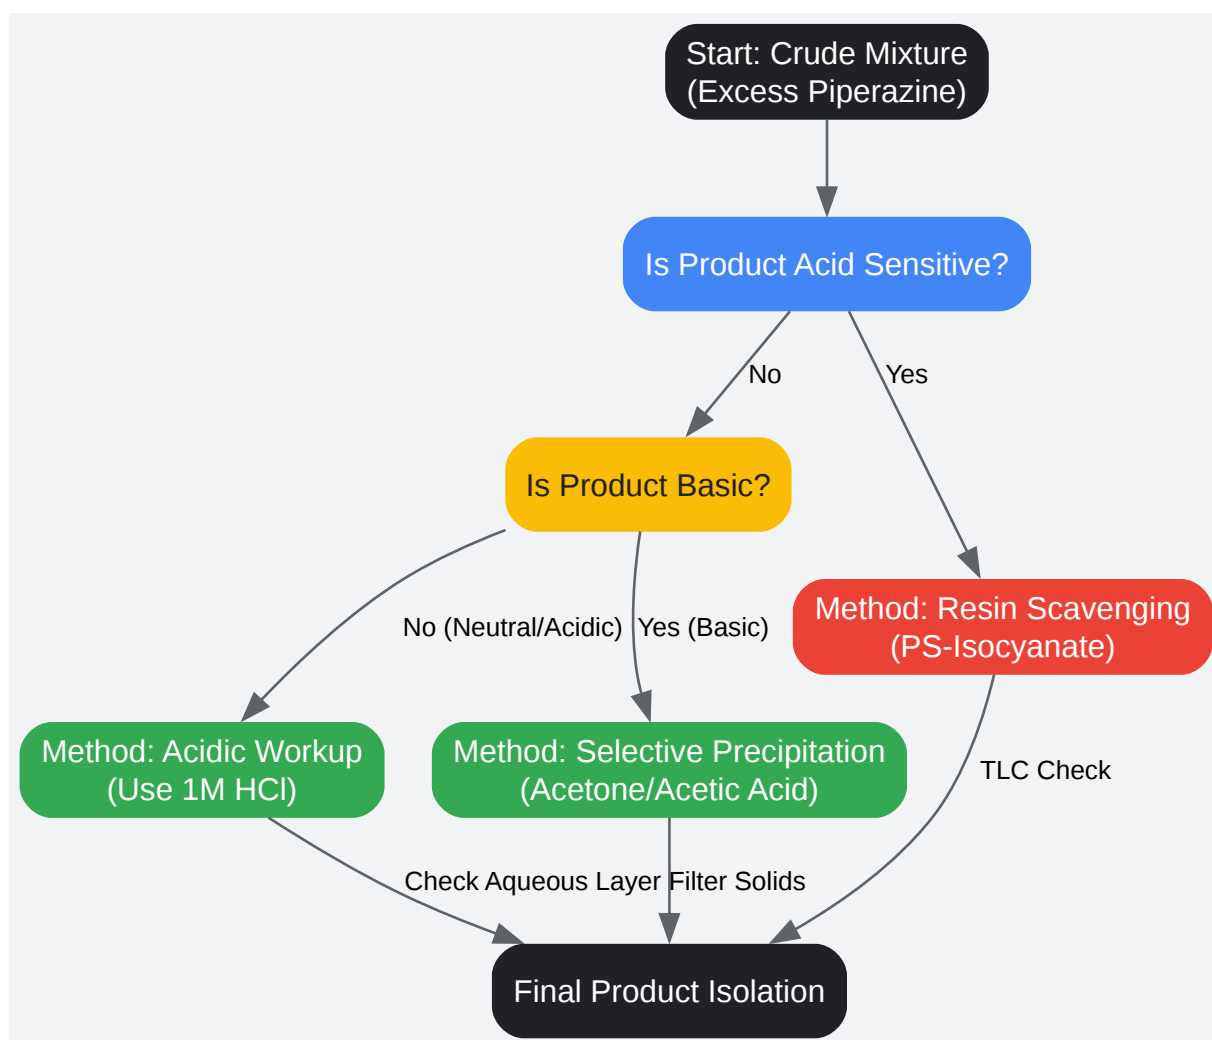 Start: Crude Mixture
(Excess Piperazine)
Is Product Acid Sensitive?
No
Yes
Is Product Basic?
No (Neutral/Acidic)
Yes (Basic)
Method: Resin Scavenging
(PS-Isocyanate)
Method: Acidic Workup
(Use 1M HCl)
Method: Selective Precipitation
(Acetone/Acetic Acid)
TLC Check
Check Aqueous Layer
Filter Solids
Final Product Isolation